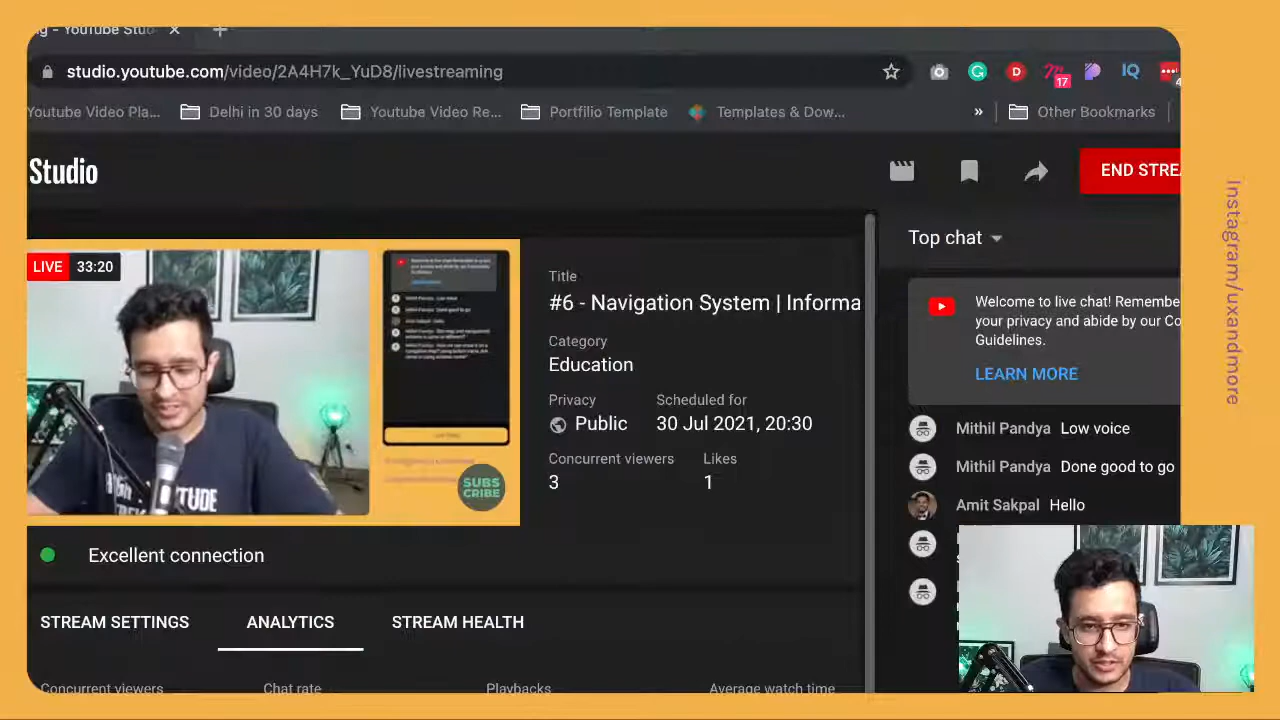 g - YouTube Stud
studio.youtube.com/video/2A4H7k_YuD8/livestreaming
17
IQ
4
Youtube Video Pla...
Delhi in 30 days
Youtube Video Re...
Portfilio Template
Templates & Dow...
»
Other Bookmarks
Studio
END STRE
LIVE 33:20
SUBS
CRIBE
Title
#6 - Navigation System | Informa
Category
Education
Privacy
Public
Scheduled for
30 Jul 2021, 20:30
Concurrent viewers
3
Likes
1
Excellent connection
STREAM SETTINGS
ANALYTICS
STREAM HEALTH
Concurrent viewers
Chat rate
Playbacks
Average watch time
Top chat
Welcome to live chat! Remembe
your privacy and abide by our Co
Guidelines.
LEARN MORE
Mithil Pandya Low voice
Mithil Pandya Done good to go
Amit Sakpal Hello
Instagram/uxandmore